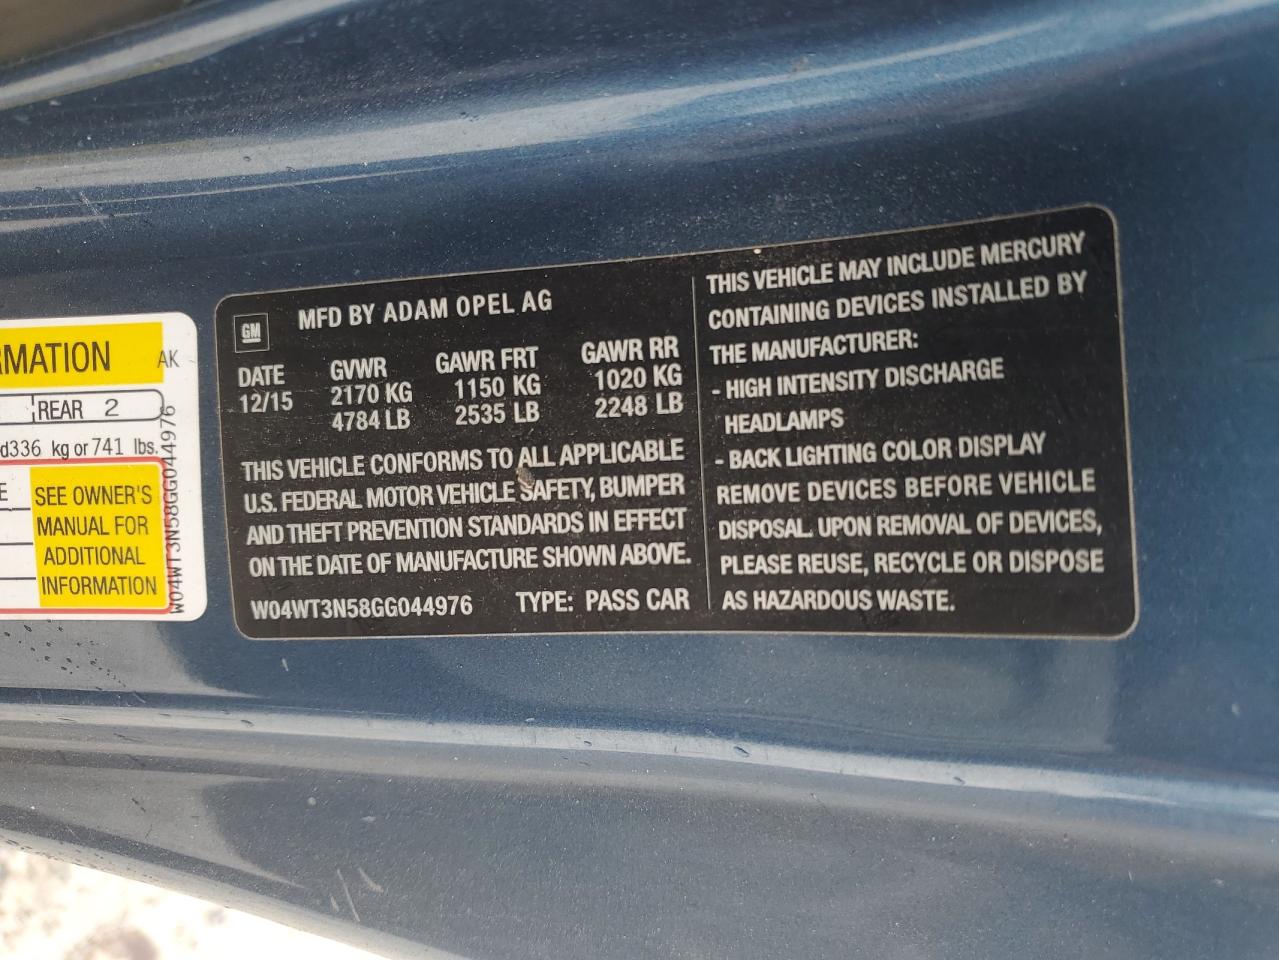 RMATION AK
REAR 2
d336 kg or 741 lbs.
E
SEE OWNER'S
MANUAL FOR
ADDITIONAL
INFORMATION
W04WT3N58GG044976
GM
MFD BY ADAM OPEL AG
DATE GVWR GAWR FRT GAWR RR
12/15 2170 KG 1150 KG 1020 KG
4784 LB 2535 LB 2248 LB
THIS VEHICLE CONFORMS TO ALL APPLICABLE
U.S. FEDERAL MOTOR VEHICLE SAFETY, BUMPER
AND THEFT PREVENTION STANDARDS IN EFFECT
ON THE DATE OF MANUFACTURE SHOWN ABOVE.
W04WT3N58GG044976 TYPE: PASS CAR
THIS VEHICLE MAY INCLUDE MERCURY
CONTAINING DEVICES INSTALLED BY
THE MANUFACTURER:
- HIGH INTENSITY DISCHARGE
HEADLAMPS
- BACK LIGHTING COLOR DISPLAY
REMOVE DEVICES BEFORE VEHICLE
DISPOSAL. UPON REMOVAL OF DEVICES,
PLEASE REUSE, RECYCLE OR DISPOSE
AS HAZARDOUS WASTE.